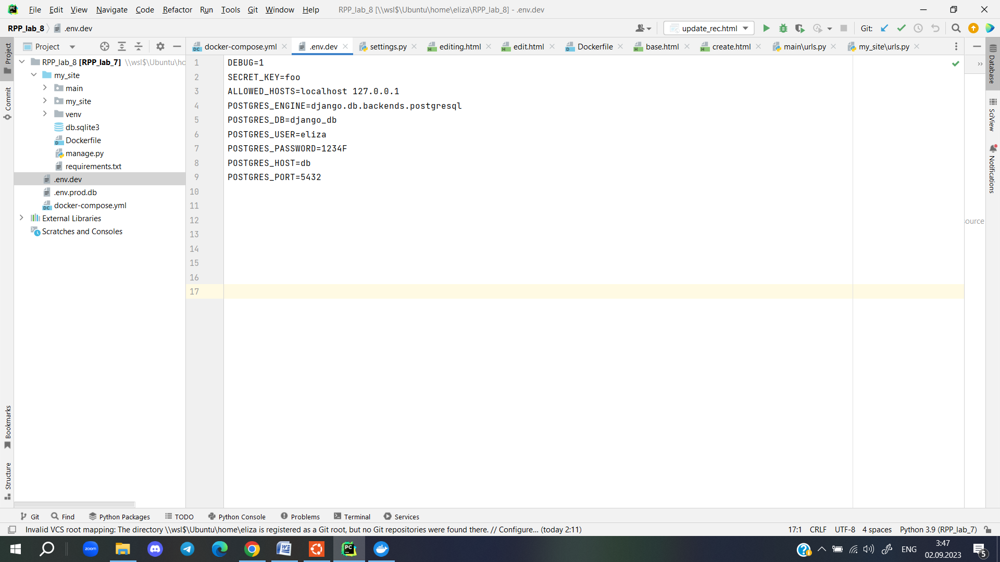 File Edit View Navigate Code Refactor Run Tools Git Window Help RPP_lab_8 [\\wsl$\Ubuntu\home\eliza\RPP_lab_8] - .env.dev
RPP_lab_8 .env.dev update_rec.html Git:
Project docker-compose.yml .env.dev settings.py editing.html edit.html Dockerfile base.html create.html main\urls.py my_site\urls.py
RPP_lab_8 [RPP_lab_7] \\wsl$\Ubuntu\hc
my_site
main
my_site
venv
db.sqlite3
Dockerfile
manage.py
requirements.txt
.env.dev
.env.prod.db
docker-compose.yml
External Libraries
Scratches and Consoles
1 DEBUG=1
2 SECRET_KEY=foo
3 ALLOWED_HOSTS=localhost 127.0.0.1
4 POSTGRES_ENGINE=django.db.backends.postgresql
5 POSTGRES_DB=django_db
6 POSTGRES_USER=eliza
7 POSTGRES_PASSWORD=1234F
8 POSTGRES_HOST=db
9 POSTGRES_PORT=5432
10
11
12
13
14
15
16
17
ource
Project
Commit
Bookmarks
Structure
Database
SciView
Notifications
Git Find Python Packages TODO Python Console Problems Terminal Services
Invalid VCS root mapping: The directory \\wsl$\Ubuntu\home\eliza is registered as a Git root, but no Git repositories were found there. // Configure... (today 2:11) 17:1 CRLF UTF-8 4 spaces Python 3.9 (RPP_lab_7)
zoom ENG 3:47
02.09.2023
5